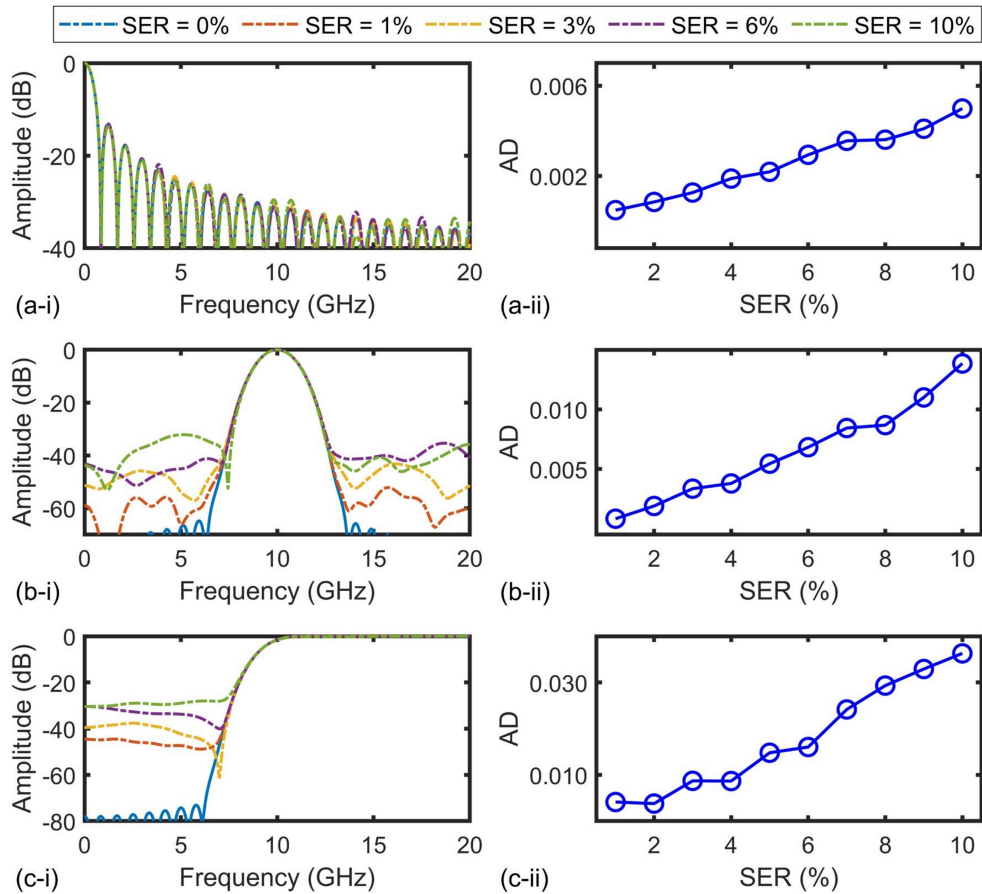 SER = 0% SER = 1% SER = 3% SER = 6% SER = 10%
Amplitude (dB)
0
-20
-40
0 5 10 15 20
Frequency (GHz)
(a-i)
AD
0.006
0.002
2 4 6 8 10
SER (%)
(a-ii)
Amplitude (dB)
0
-20
-40
-60
0 5 10 15 20
Frequency (GHz)
(b-i)
AD
0.010
0.005
2 4 6 8 10
SER (%)
(b-ii)
Amplitude (dB)
0
-20
-40
-60
-80
0 5 10 15 20
Frequency (GHz)
(c-i)
AD
0.030
0.010
2 4 6 8 10
SER (%)
(c-ii)